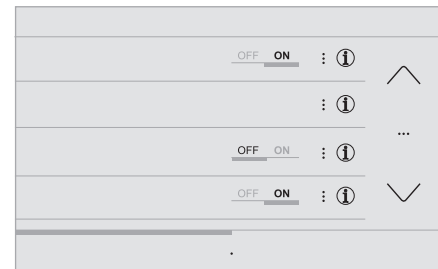 OFF ON ⋮ i
⋮ i
...
OFF ON ⋮ i
OFF ON ⋮ i
.